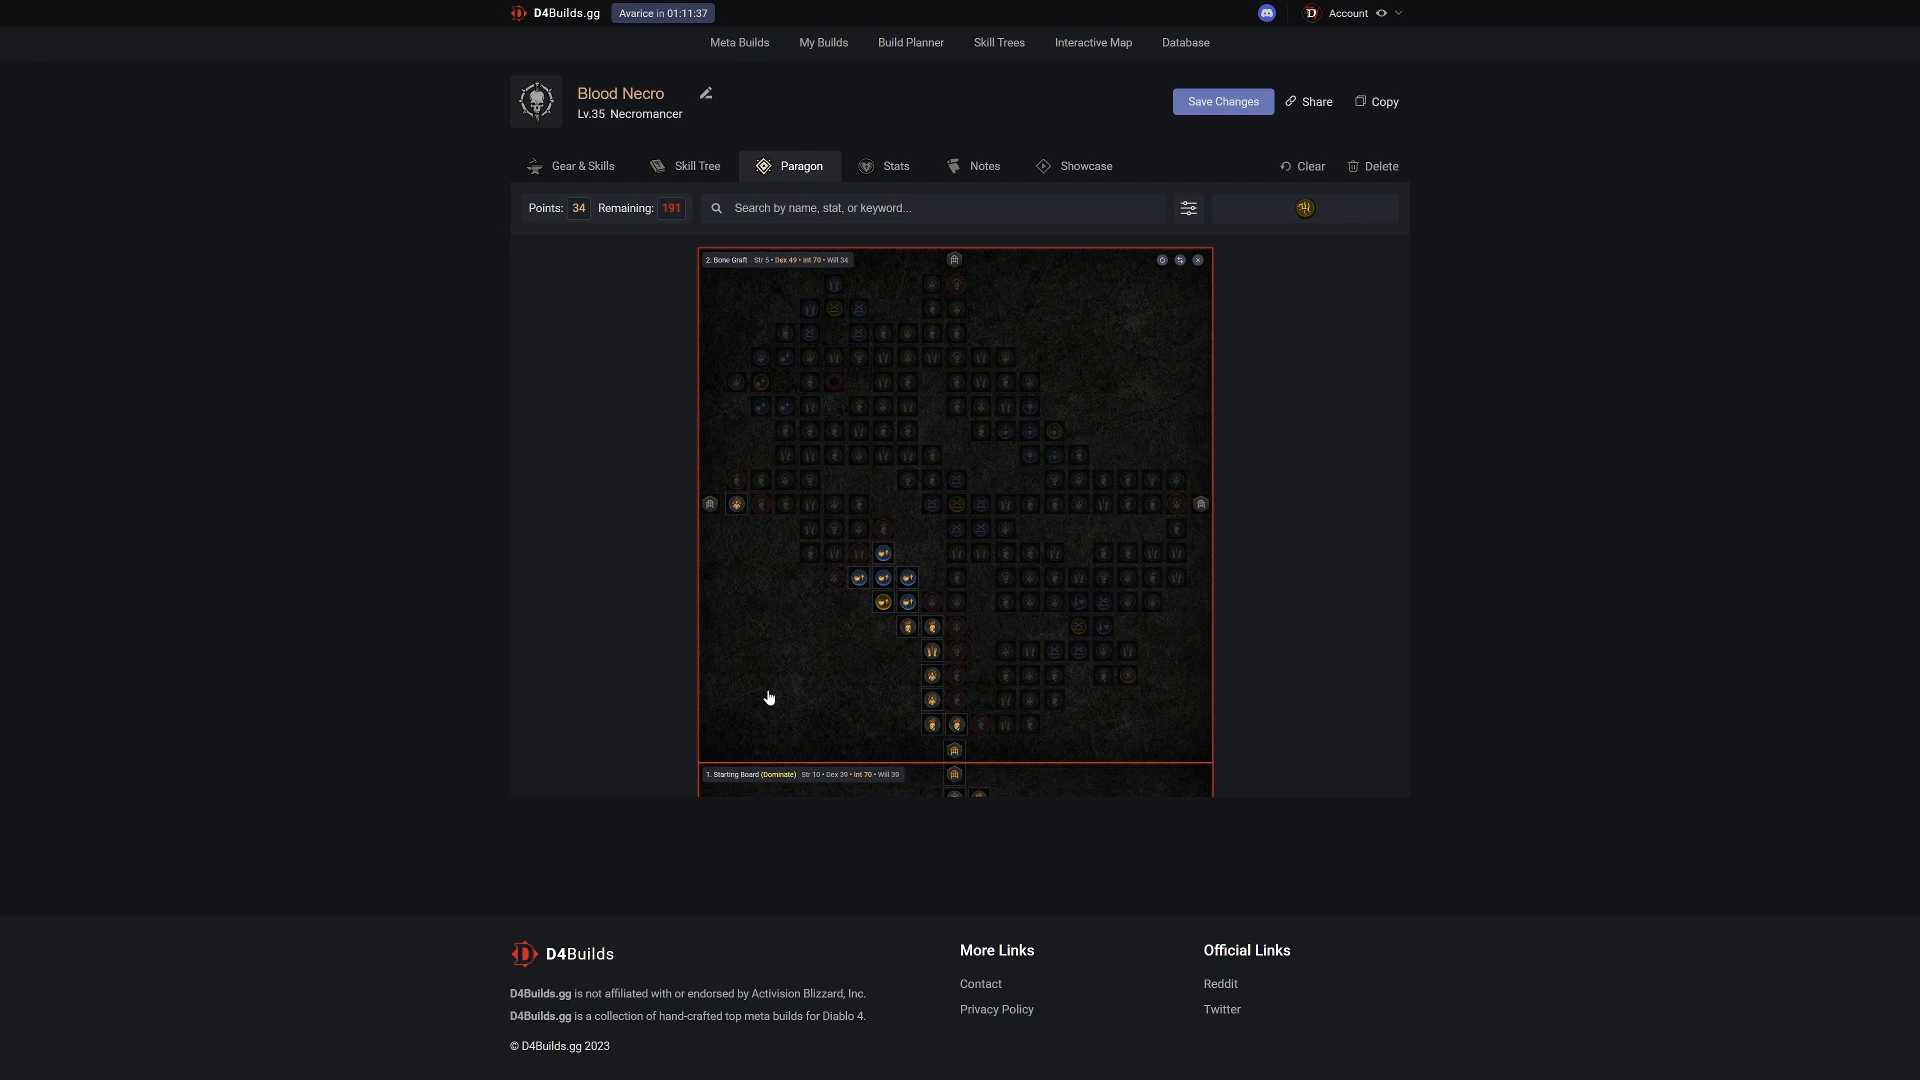 D4Builds.gg
Avarice in 01:11:37
Account
Meta Builds
My Builds
Build Planner
Skill Trees
Interactive Map
Database
Blood Necro
Lv.35 Necromancer
Save Changes
Share
Copy
Gear & Skills
Skill Tree
Paragon
Stats
Notes
Showcase
Clear
Delete
Points: 34 Remaining: 191
Search by name, stat, or keyword...
2. Bone Graft Str 5 • Dex 49 • Int 70 • Will 34
1. Starting Board (Dominate) Str 10 • Dex 39 • Int 70 • Will 39
D4Builds
D4Builds.gg is not affiliated with or endorsed by Activision Blizzard, Inc.
D4Builds.gg is a collection of hand-crafted top meta builds for Diablo 4.
© D4Builds.gg 2023
More Links
Contact
Privacy Policy
Official Links
Reddit
Twitter